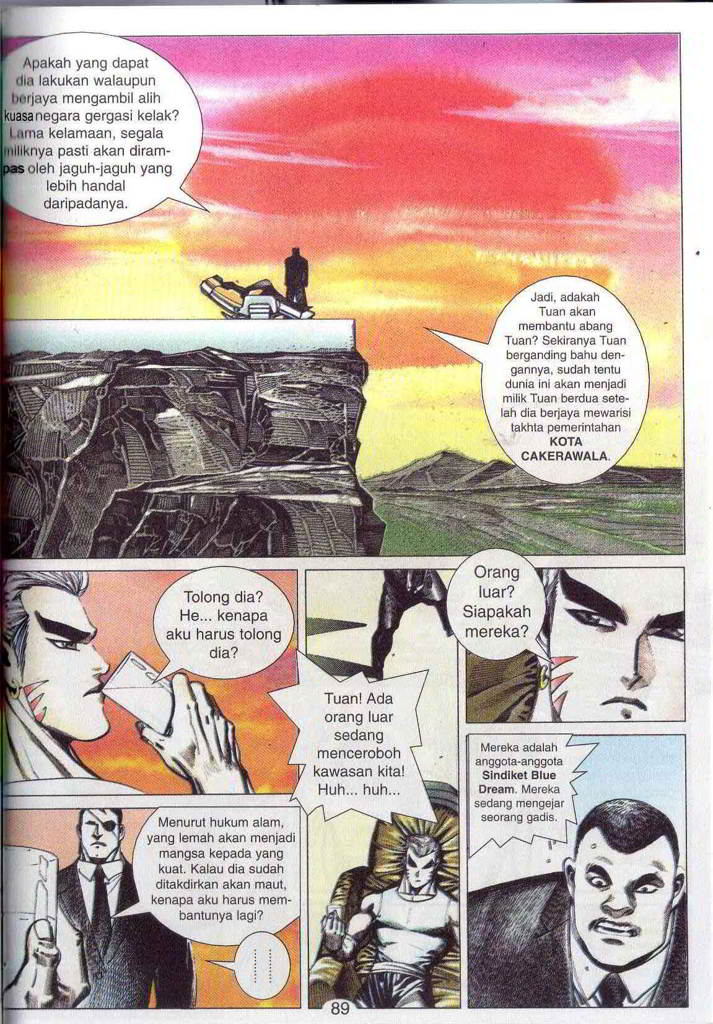 Apakah yang dapat
dia lakukan walaupun
berjaya mengambil alih
kuasa negara gergasi kelak?
Lama kelamaan, segala
miliknya pasti akan diram-
pas oleh jaguh-jaguh yang
lebih handal
daripadanya.
Jadi, adakah
Tuan akan
membantu abang
Tuan? Sekiranya Tuan
berganding bahu den-
gannya, sudah tentu
dunia ini akan menjadi
milik Tuan berdua sete-
lah dia berjaya mewarisi
takhta pemerintahan
KOTA
CAKERAWALA.
Tolong dia?
He... kenapa
aku harus tolong
dia?
Menurut hukum alam,
yang lemah akan menjadi
mangsa kepada yang
kuat. Kalau dia sudah
ditakdirkan akan maut,
kenapa aku harus mem-
bantunya lagi?
Tuan! Ada
orang luar
sedang
menceroboh
kawasan kita!
Huh... huh...
Orang
luar?
Siapakah
mereka?
Mereka adalah
anggota-anggota
Sindiket Blue
Dream. Mereka
sedang mengejar
seorang gadis.
89